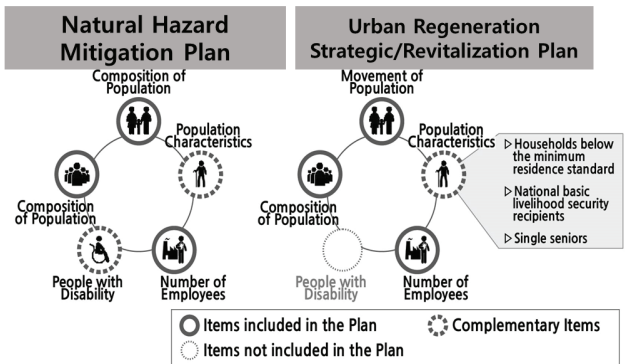 Natural Hazard
Mitigation Plan
Urban Regeneration
Strategic/Revitalization Plan
Composition of
Population
Population
Characteristics
Composition
of Population
People with
Disability
Number of
Employees
Movement of
Population
Population
Characteristics
Composition
of Population
People with
Disability
Number of
Employees
▷ Households below
the minimum
residence standard
▷ National basic
livelihood security
recipients
▷ Single seniors
Items included in the Plan
Complementary Items
Items not included in the Plan